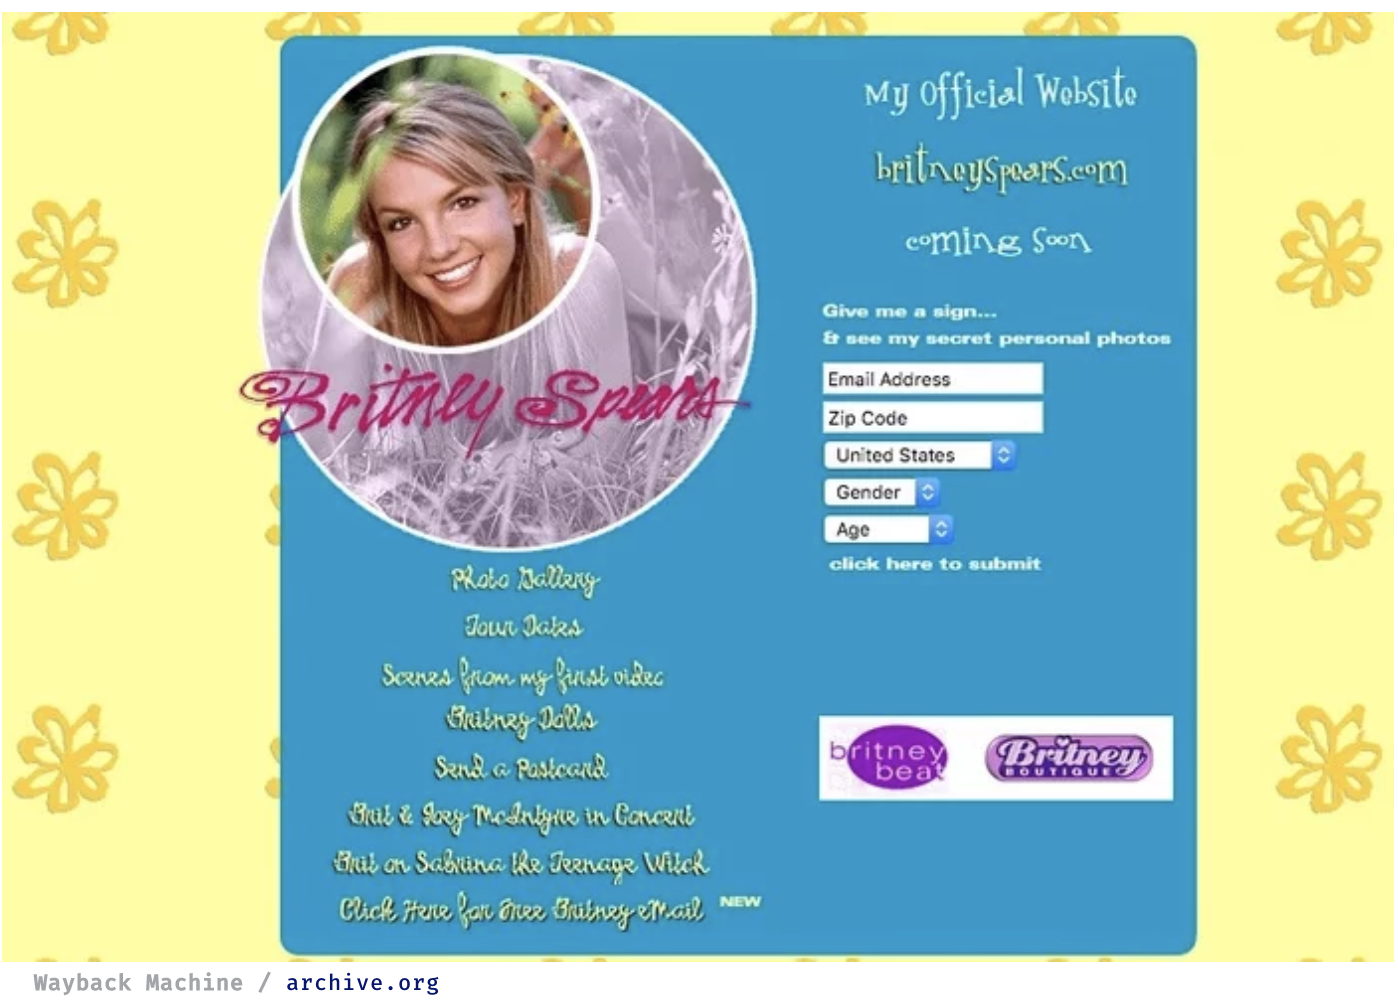 My Official Website
britneyspears.com
coming soon
Britney Spears
Give me a sign...
& see my secret personal photos
Email Address
Zip Code
United States
Gender
Age
click here to submit
Photo Gallery
Tour Dates
Scenes from my first video
Britney Dolls
Send a Postcard
Brit & Joey McIntyre in Concert
Brit on Sabrina the Teenage Witch
Click Here for Free Britney eMail NEW
britney
beat
Britney
BOUTIQUE
Wayback Machine / archive.org